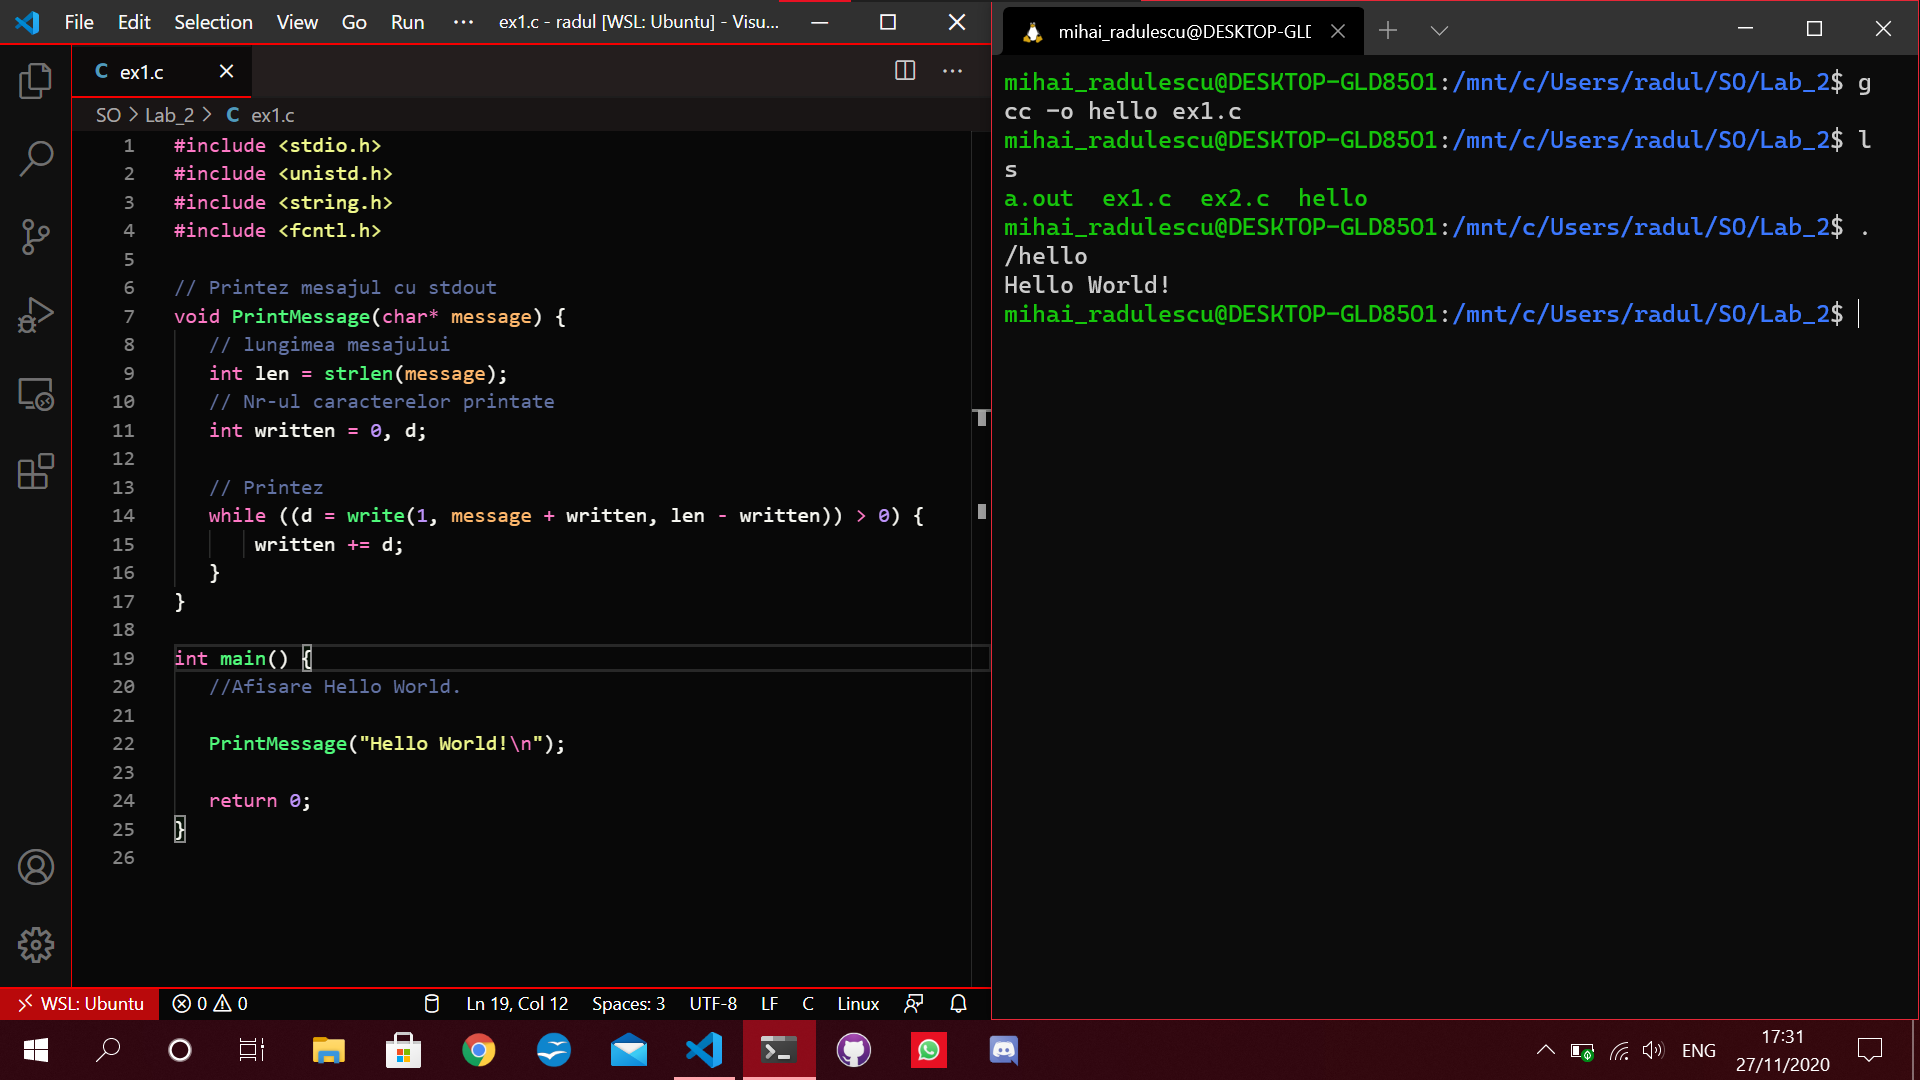 File Edit Selection View Go Run ··· ex1.c - radul [WSL: Ubuntu] - Visu...
C ex1.c
SO > Lab_2 > C ex1.c
1 #include <stdio.h>
2 #include <unistd.h>
3 #include <string.h>
4 #include <fcntl.h>
5
6 // Printez mesajul cu stdout
7 void PrintMessage(char* message) {
8 // lungimea mesajului
9 int len = strlen(message);
10 // Nr-ul caracterelor printate
11 int written = 0, d;
12
13 // Printez
14 while ((d = write(1, message + written, len - written)) > 0) {
15 written += d;
16 }
17 }
18
19 int main() {
20 //Afisare Hello World.
21
22 PrintMessage("Hello World!\n");
23
24 return 0;
25 }
26
WSL: Ubuntu 0 0 Ln 19, Col 12 Spaces: 3 UTF-8 LF C Linux
mihai_radulescu@DESKTOP-GLD
mihai_radulescu@DESKTOP-GLD85O1:/mnt/c/Users/radul/SO/Lab_2$ g
cc -o hello ex1.c
mihai_radulescu@DESKTOP-GLD85O1:/mnt/c/Users/radul/SO/Lab_2$ l
s
a.out ex1.c ex2.c hello
mihai_radulescu@DESKTOP-GLD85O1:/mnt/c/Users/radul/SO/Lab_2$ .
/hello
Hello World!
mihai_radulescu@DESKTOP-GLD85O1:/mnt/c/Users/radul/SO/Lab_2$
ENG
17:31
27/11/2020